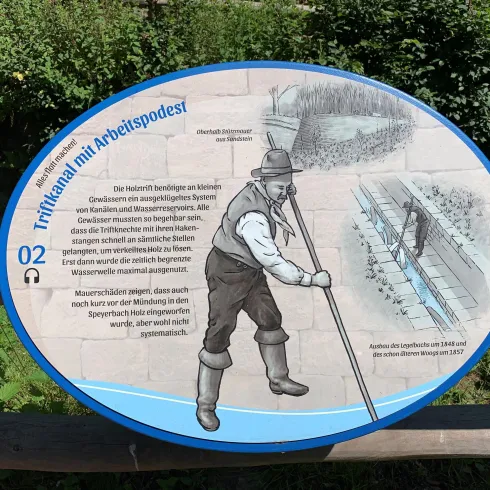 Alles flott machen!
Triftkanal mit Arbeitspodest
02
Oberhalb Stützmauer
aus Sandstein
Die Holztrift benötigte an kleinen
Gewässern ein ausgeklügeltes System
von Kanälen und Wasserreservoirs. Alle
Gewässer mussten so begehbar sein,
dass die Triftknechte mit ihren Haken-
stangen schnell an sämtliche Stellen
gelangten, um verkeiltes Holz zu lösen.
Erst dann wurde die zeitlich begrenzte
Wasserwelle maximal ausgenutzt.
Mauerschäden zeigen, dass auch
noch kurz vor der Mündung in den
Speyerbach Holz eingeworfen
wurde, aber wohl nicht
systematisch.
Ausbau des Legelbachs um 1848 und
des schon älteren Woogs um 1857